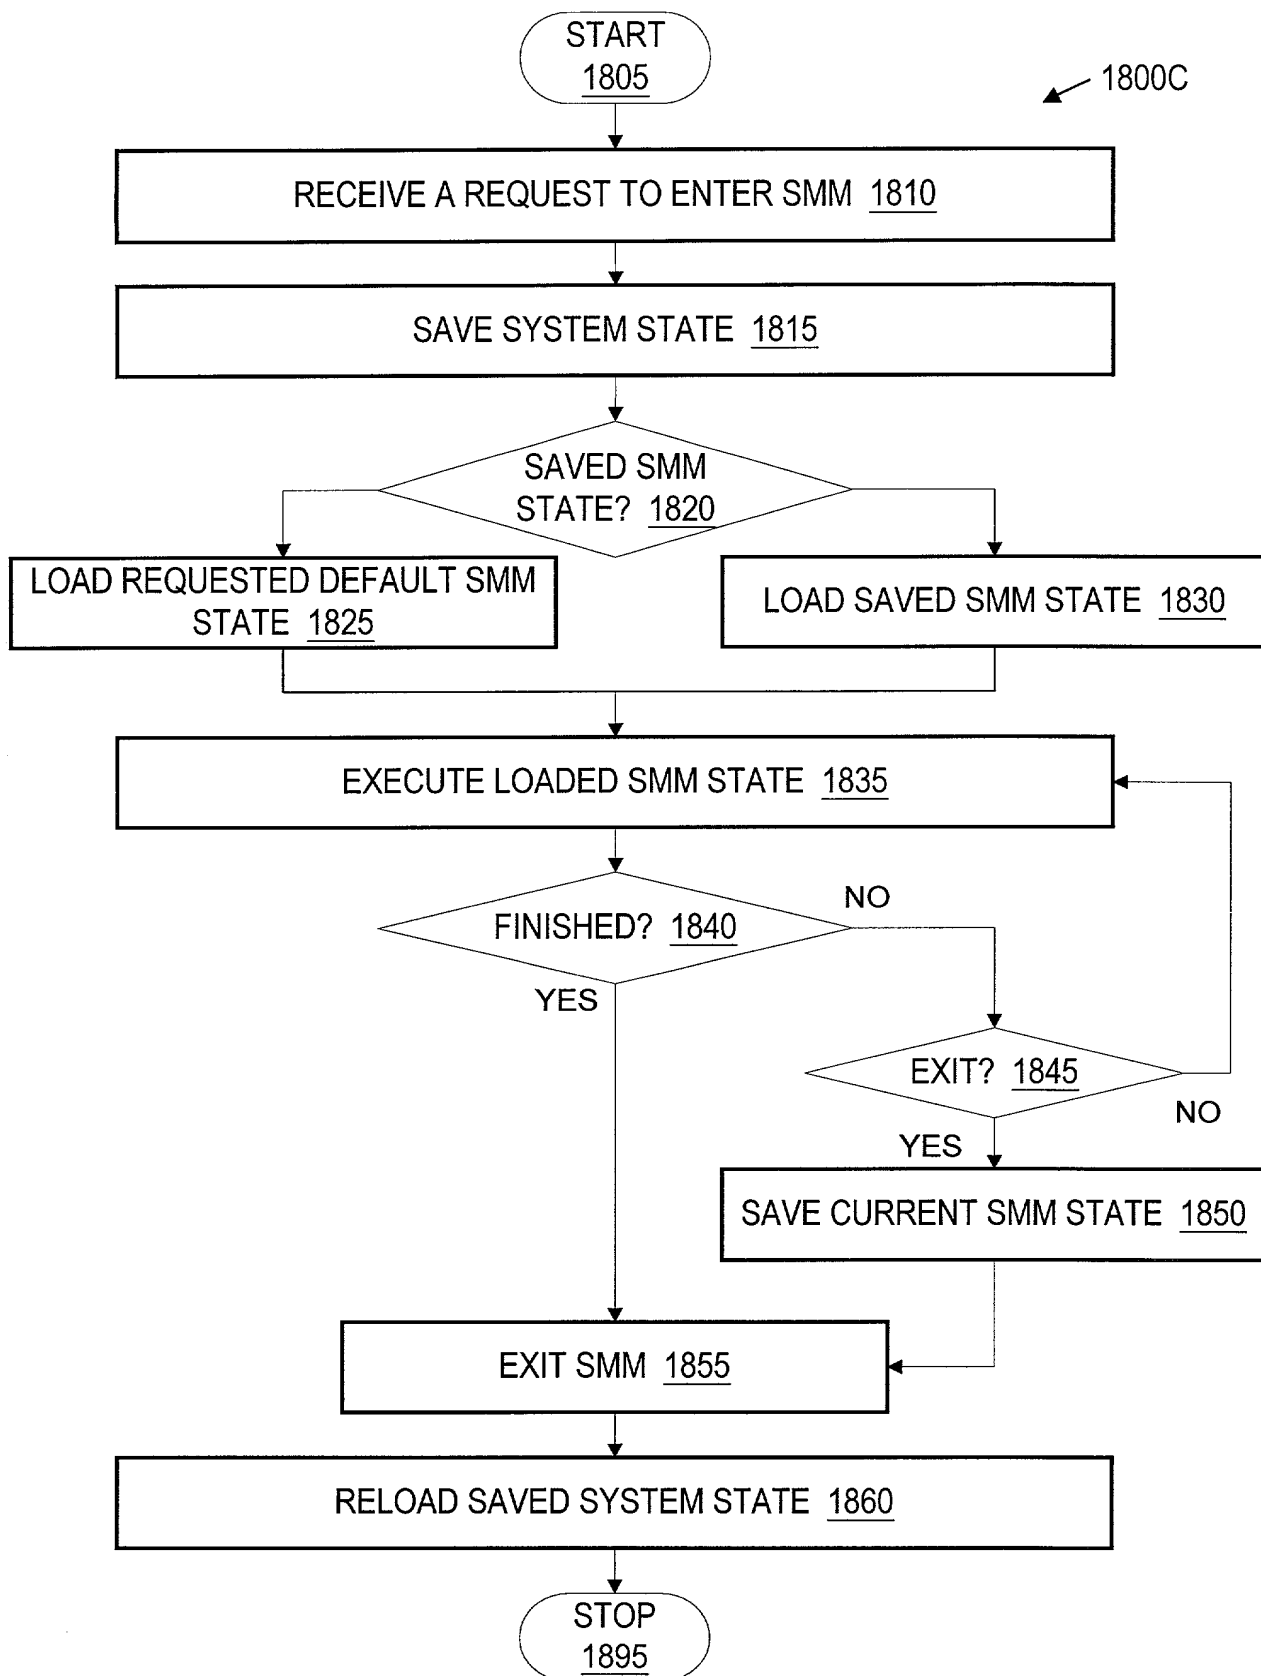 START
1805
1800C
RECEIVE A REQUEST TO ENTER SMM 1810
SAVE SYSTEM STATE 1815
SAVED SMM
STATE? 1820
LOAD REQUESTED DEFAULT SMM
STATE 1825
LOAD SAVED SMM STATE 1830
EXECUTE LOADED SMM STATE 1835
FINISHED? 1840
NO
YES
EXIT? 1845
NO
YES
SAVE CURRENT SMM STATE 1850
EXIT SMM 1855
RELOAD SAVED SYSTEM STATE 1860
STOP
1895